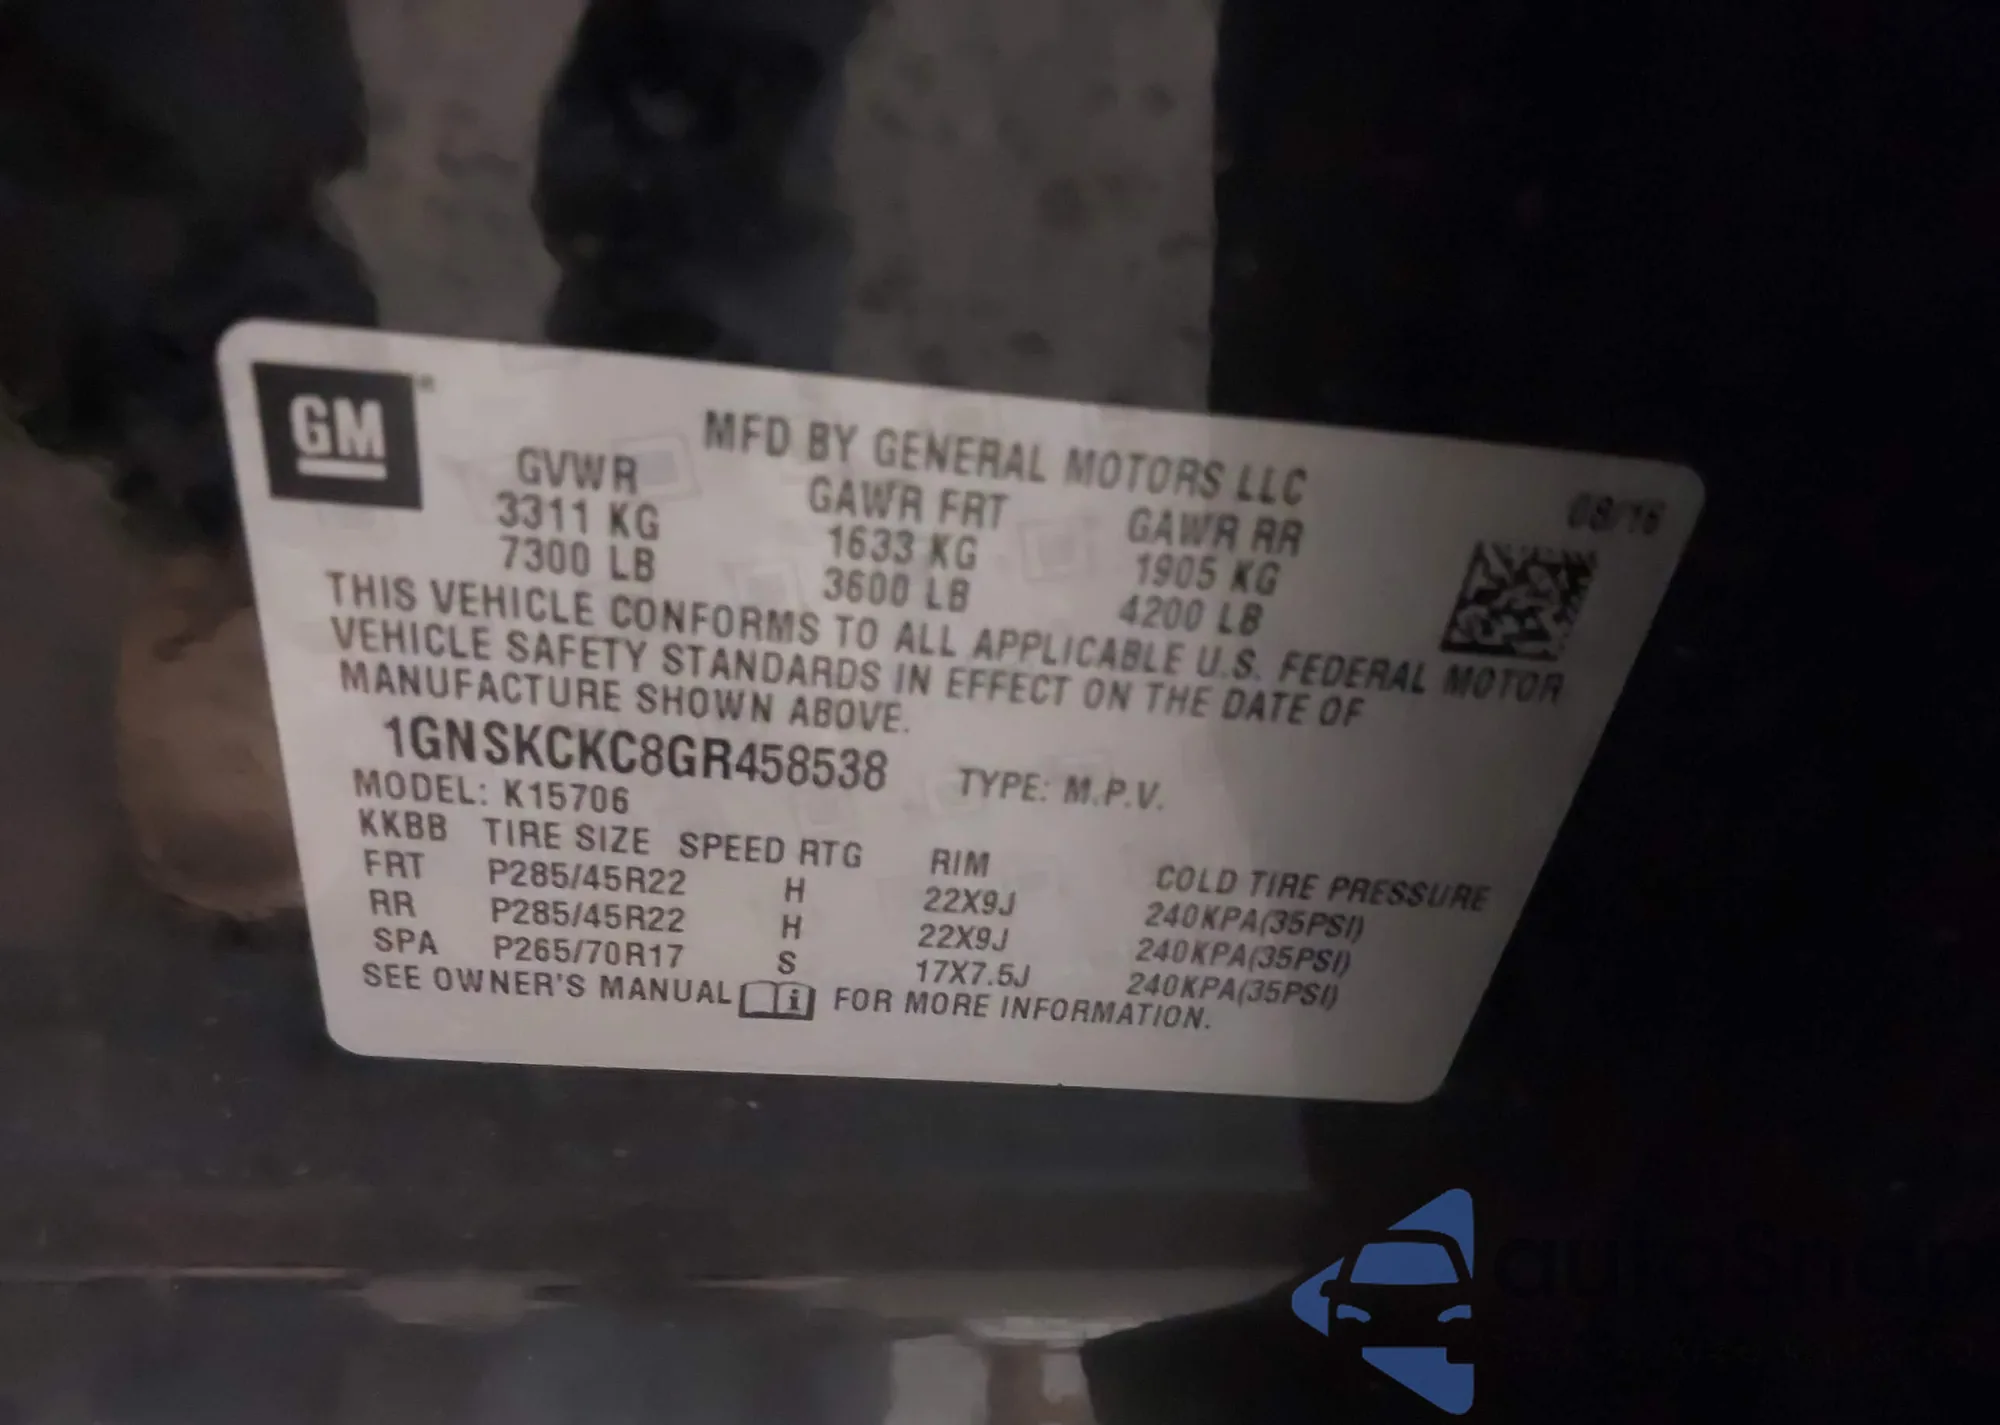 GM
MFD BY GENERAL MOTORS LLC
08/16
GVWR GAWR FRT GAWR RR
3311 KG 1633 KG 1905 KG
7300 LB 3600 LB 4200 LB
THIS VEHICLE CONFORMS TO ALL APPLICABLE U.S. FEDERAL MOTOR
VEHICLE SAFETY STANDARDS IN EFFECT ON THE DATE OF
MANUFACTURE SHOWN ABOVE.
1GNSKCKC8GR458538 TYPE: M.P.V.
MODEL: K15706
KKBB TIRE SIZE SPEED RTG RIM COLD TIRE PRESSURE
FRT P285/45R22 H 22X9J 240KPA(35PSI)
RR P285/45R22 H 22X9J 240KPA(35PSI)
SPA P265/70R17 S 17X7.5J 240KPA(35PSI)
SEE OWNER'S MANUAL i FOR MORE INFORMATION.